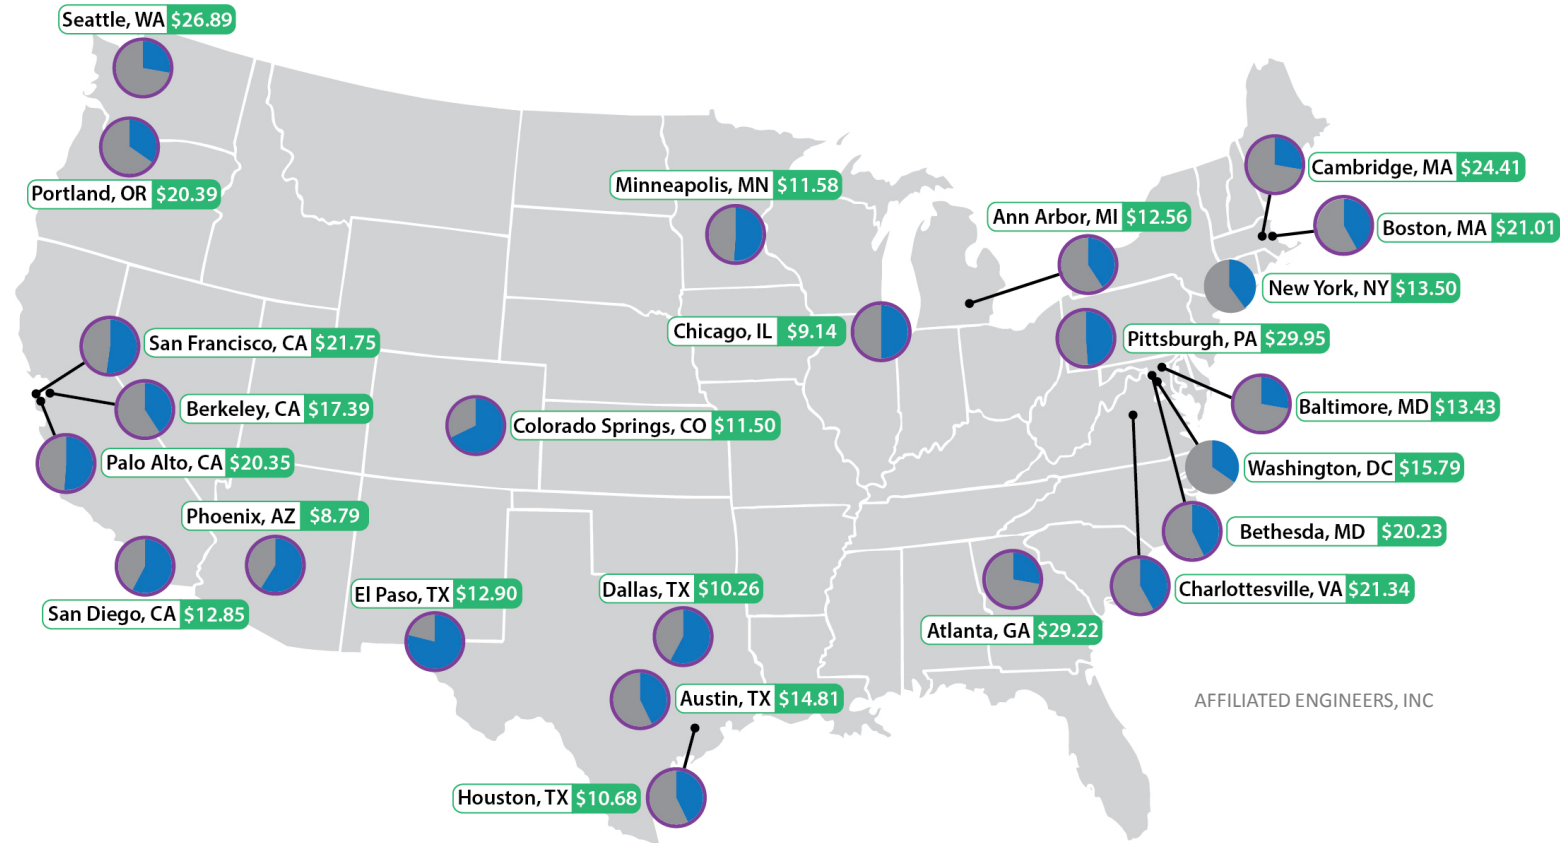 Seattle, WA $26.89
Portland, OR $20.39
Minneapolis, MN $11.58
Cambridge, MA $24.41
Ann Arbor, MI $12.56
Boston, MA $21.01
New York, NY $13.50
San Francisco, CA $21.75
Chicago, IL $9.14
Pittsburgh, PA $29.95
Berkeley, CA $17.39
Colorado Springs, CO $11.50
Baltimore, MD $13.43
Palo Alto, CA $20.35
Washington, DC $15.79
Phoenix, AZ $8.79
Bethesda, MD $20.23
El Paso, TX $12.90
Dallas, TX $10.26
Charlottesville, VA $21.34
San Diego, CA $12.85
Atlanta, GA $29.22
Austin, TX $14.81
AFFILIATED ENGINEERS, INC
Houston, TX $10.68